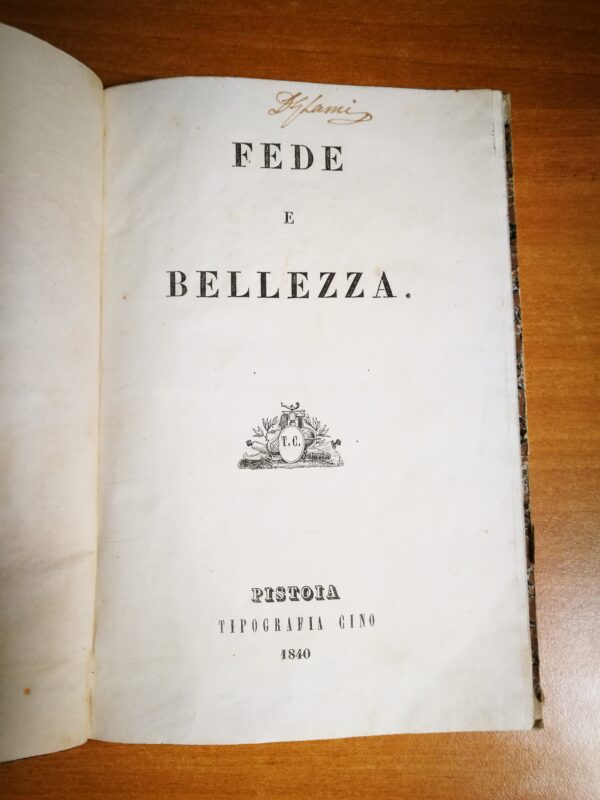 FEDE
E
BELLEZZA.
T. C.
PISTOIA
TIPOGRAFIA CINO
1840